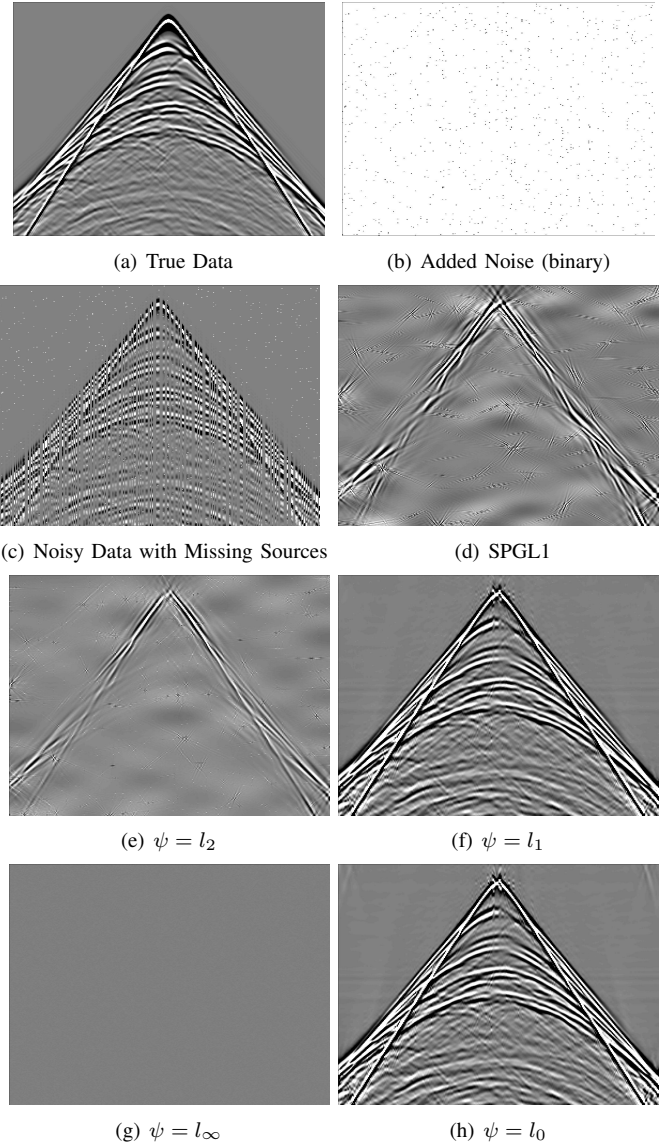 (a) True Data
(b) Added Noise (binary)
(c) Noisy Data with Missing Sources
(d) SPGL1
(e) ψ = l₂
(f) ψ = l₁
(g) ψ = l∞
(h) ψ = l₀